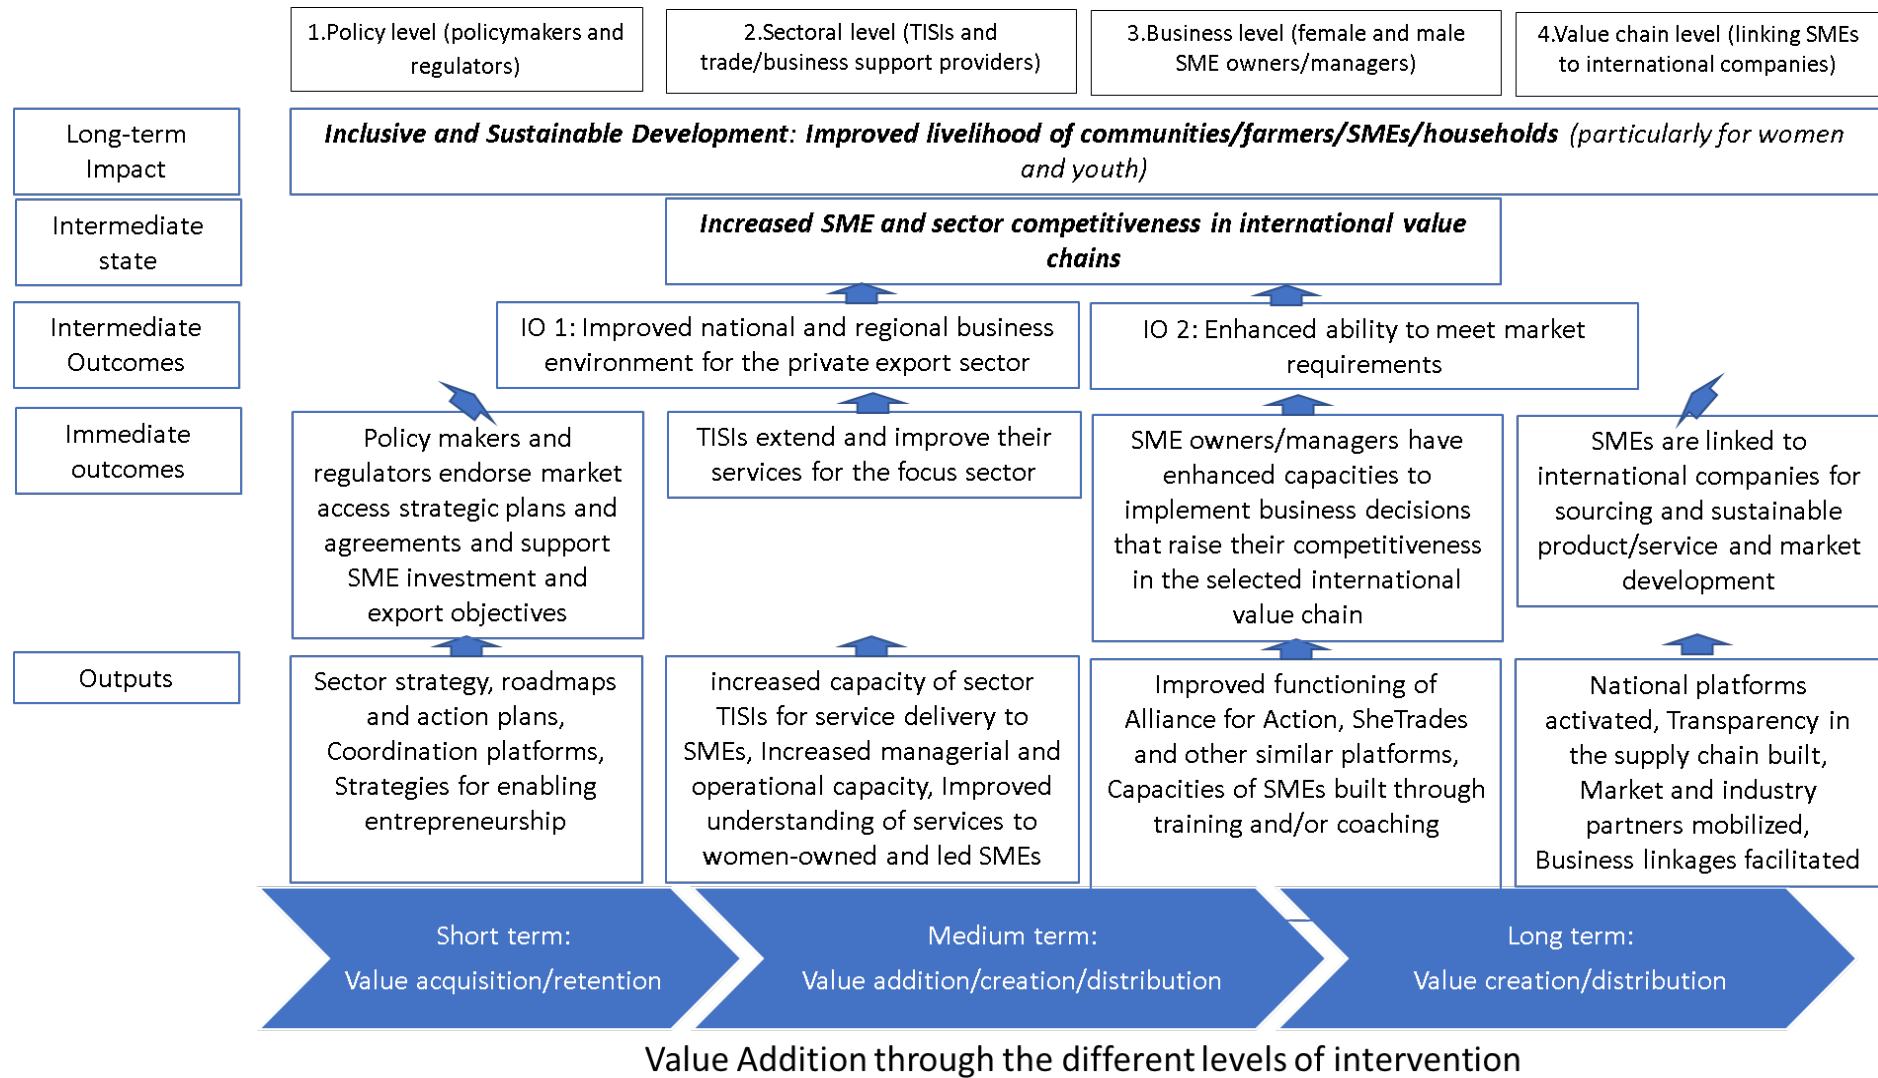 1.Policy level (policymakers and
regulators)
2.Sectoral level (TISIs and
trade/business support providers)
3.Business level (female and male
SME owners/managers)
4.Value chain level (linking SMEs
to international companies)
Long-term
Impact
Inclusive and Sustainable Development: Improved livelihood of communities/farmers/SMEs/households (particularly for women
and youth)
Intermediate
state
Increased SME and sector competitiveness in international value
chains
Intermediate
Outcomes
IO 1: Improved national and regional business
environment for the private export sector
IO 2: Enhanced ability to meet market
requirements
Immediate
outcomes
Policy makers and
regulators endorse market
access strategic plans and
agreements and support
SME investment and
export objectives
TISIs extend and improve their
services for the focus sector
SME owners/managers have
enhanced capacities to
implement business decisions
that raise their competitiveness
in the selected international
value chain
SMEs are linked to
international companies for
sourcing and sustainable
product/service and market
development
Outputs
Sector strategy, roadmaps
and action plans,
Coordination platforms,
Strategies for enabling
entrepreneurship
increased capacity of sector
TISIs for service delivery to
SMEs, Increased managerial and
operational capacity, Improved
understanding of services to
women-owned and led SMEs
Improved functioning of
Alliance for Action, SheTrades
and other similar platforms,
Capacities of SMEs built through
training and/or coaching
National platforms
activated, Transparency in
the supply chain built,
Market and industry
partners mobilized,
Business linkages facilitated
Short term:
Value acquisition/retention
Medium term:
Value addition/creation/distribution
Long term:
Value creation/distribution
Value Addition through the different levels of intervention